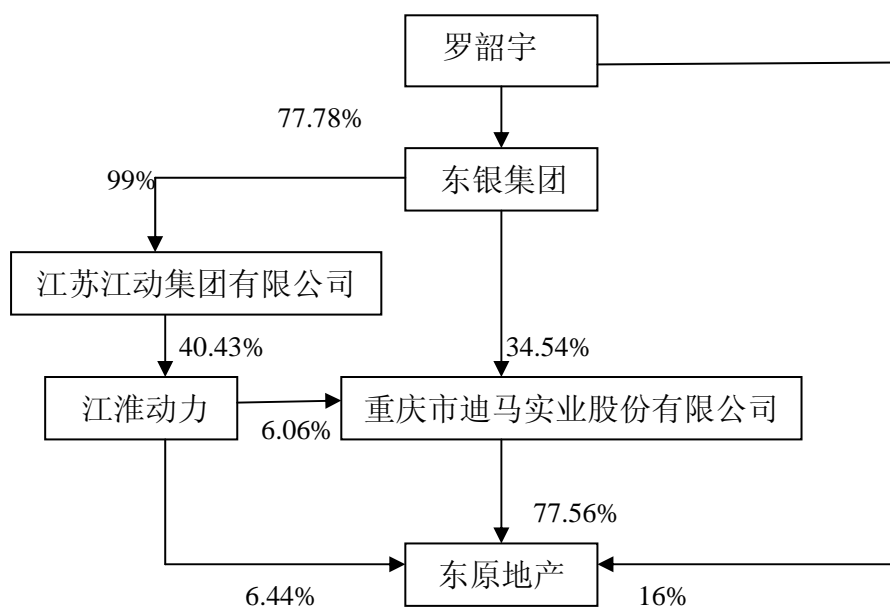 罗韶宇
77.78%
东银集团
99%
江苏江动集团有限公司
40.43%
34.54%
江淮动力
重庆市迪马实业股份有限公司
6.06%
77.56%
东原地产
6.44%
16%